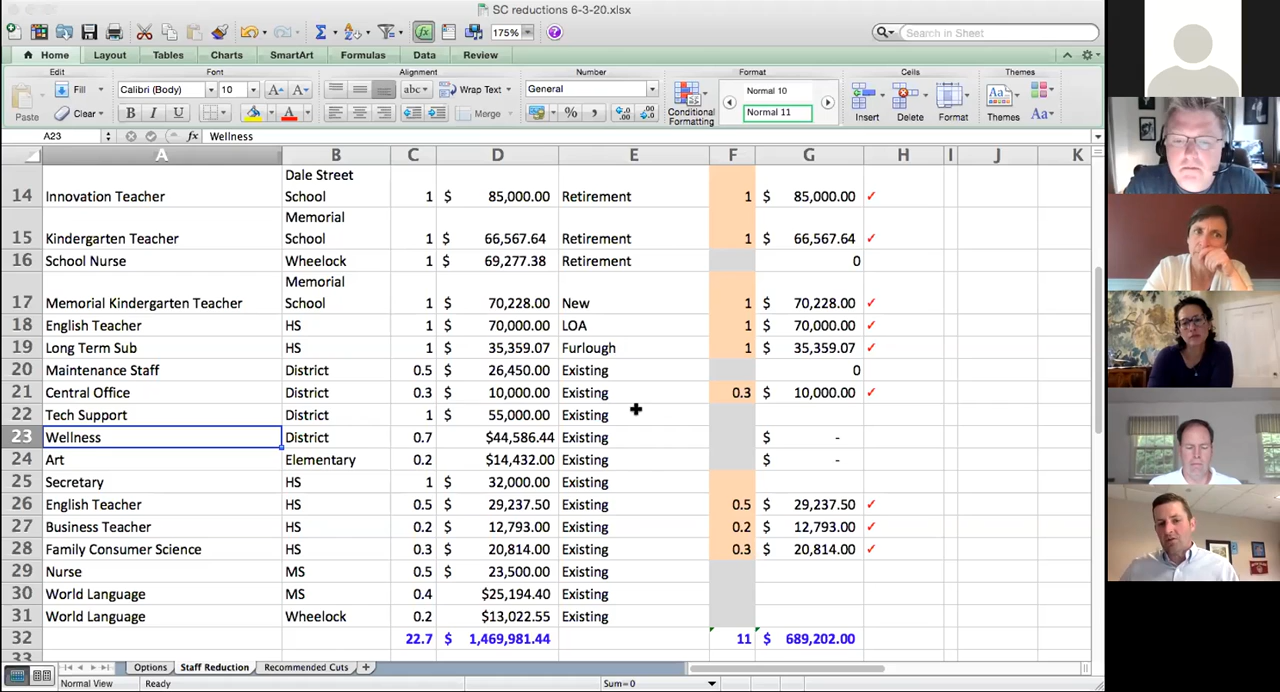 SC reductions 6-3-20.xlsx
175%
Search in Sheet
Home Layout Tables Charts SmartArt Formulas Data Review
Edit Font Alignment Number Format Cells Themes
Fill Calibri (Body) 10 abc Wrap Text General Normal 10
Paste Clear B I U Merge Conditional Formatting Normal 11 Insert Delete Format Themes Aa
A23 fx Wellness
A B C D E F G H I J K
14 Innovation Teacher Dale Street School 1 $ 85,000.00 Retirement 1 $ 85,000.00 ✓
15 Kindergarten Teacher Memorial School 1 $ 66,567.64 Retirement 1 $ 66,567.64 ✓
16 School Nurse Wheelock 1 $ 69,277.38 Retirement 0
17 Memorial Kindergarten Teacher Memorial School 1 $ 70,228.00 New 1 $ 70,228.00 ✓
18 English Teacher HS 1 $ 70,000.00 LOA 1 $ 70,000.00 ✓
19 Long Term Sub HS 1 $ 35,359.07 Furlough 1 $ 35,359.07 ✓
20 Maintenance Staff District 0.5 $ 26,450.00 Existing 0
21 Central Office District 0.3 $ 10,000.00 Existing 0.3 $ 10,000.00 ✓
22 Tech Support District 1 $ 55,000.00 Existing
23 Wellness District 0.7 $44,586.44 Existing $ -
24 Art Elementary 0.2 $14,432.00 Existing $ -
25 Secretary HS 1 $ 32,000.00 Existing
26 English Teacher HS 0.5 $ 29,237.50 Existing 0.5 $ 29,237.50 ✓
27 Business Teacher HS 0.2 $ 12,793.00 Existing 0.2 $ 12,793.00 ✓
28 Family Consumer Science HS 0.3 $ 20,814.00 Existing 0.3 $ 20,814.00 ✓
29 Nurse MS 0.5 $ 23,500.00 Existing
30 World Language MS 0.4 $25,194.40 Existing
31 World Language Wheelock 0.2 $13,022.55 Existing
32 22.7 $ 1,469,981.44 11 $ 689,202.00
33
Options Staff Reduction Recommended Cuts
Normal View Ready Sum=0